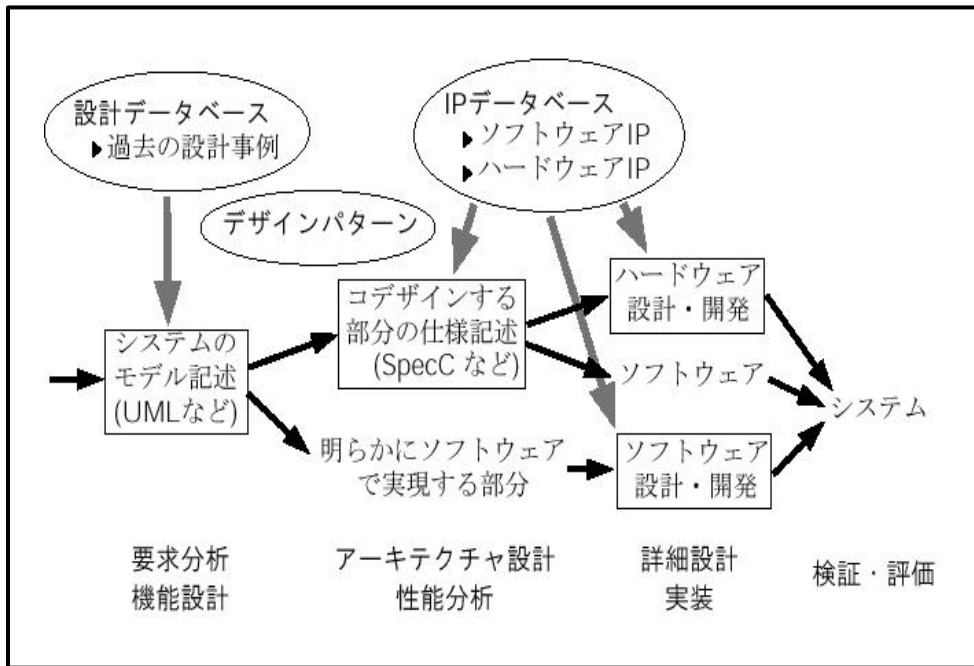 設計データベース
過去の設計事例
IPデータベース
ソフトウェアIP
ハードウェアIP
デザインパターン
システムの
モデル記述
(UMLなど)
コデザインする
部分の仕様記述
(SpecC など)
明らかにソフトウェア
で実現する部分
ハードウェア
設計・開発
ソフトウェア
ソフトウェア
設計・開発
システム
要求分析
機能設計
アーキテクチャ設計
性能分析
詳細設計
実装
検証・評価